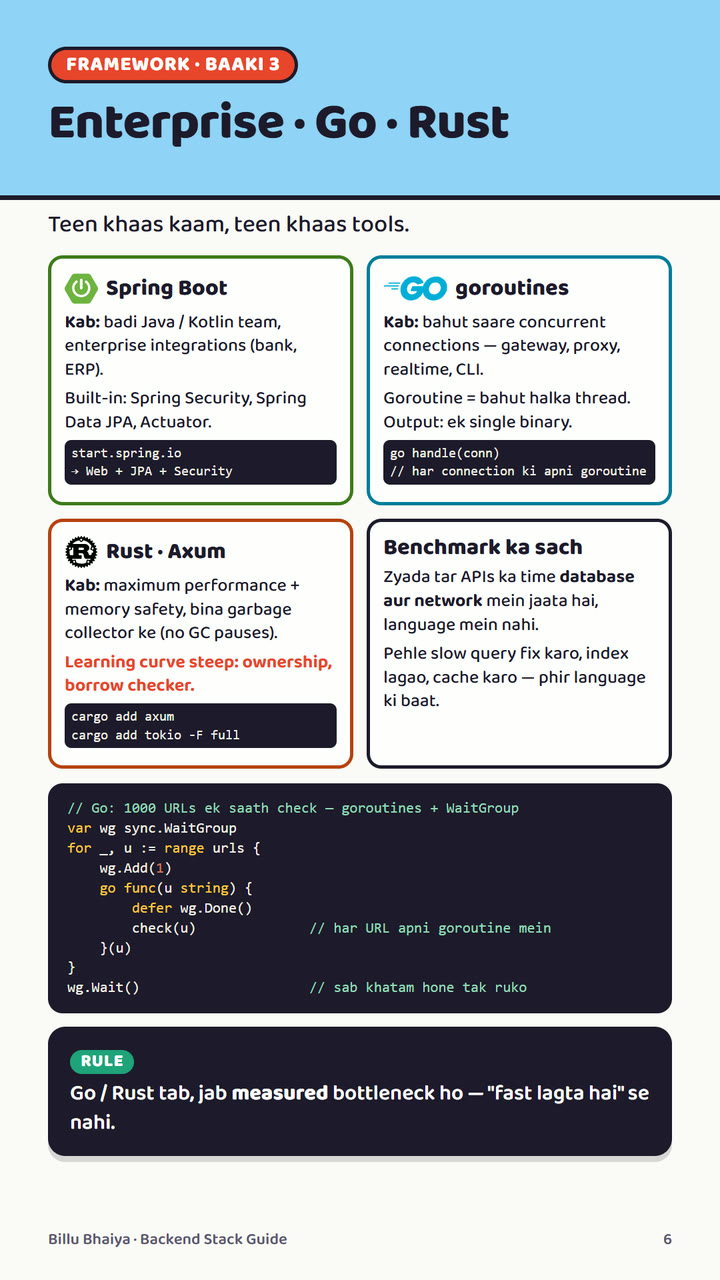 FRAMEWORK · BAAKI 3
Enterprise · Go · Rust
Teen khaas kaam, teen khaas tools.
Spring Boot
Kab: badi Java / Kotlin team,
enterprise integrations (bank,
ERP).
Built-in: Spring Security, Spring
Data JPA, Actuator.
start.spring.io
→ Web + JPA + Security
GO goroutines
Kab: bahut saare concurrent
connections — gateway, proxy,
realtime, CLI.
Goroutine = bahut halka thread.
Output: ek single binary.
go handle(conn)
// har connection ki apni goroutine
R Rust · Axum
Kab: maximum performance +
memory safety, bina garbage
collector ke (no GC pauses).
Learning curve steep: ownership,
borrow checker.
cargo add axum
cargo add tokio -F full
Benchmark ka sach
Zyada tar APIs ka time database
aur network mein jaata hai,
language mein nahi.
Pehle slow query fix karo, index
lagao, cache karo — phir language
ki baat.
// Go: 1000 URLs ek saath check — goroutines + WaitGroup
var wg sync.WaitGroup
for _, u := range urls {
    wg.Add(1)
    go func(u string) {
        defer wg.Done()
        check(u)              // har URL apni goroutine mein
    }(u)
}
wg.Wait()                     // sab khatam hone tak ruko
RULE
Go / Rust tab, jab measured bottleneck ho — "fast lagta hai" se
nahi.
Billu Bhaiya · Backend Stack Guide
6